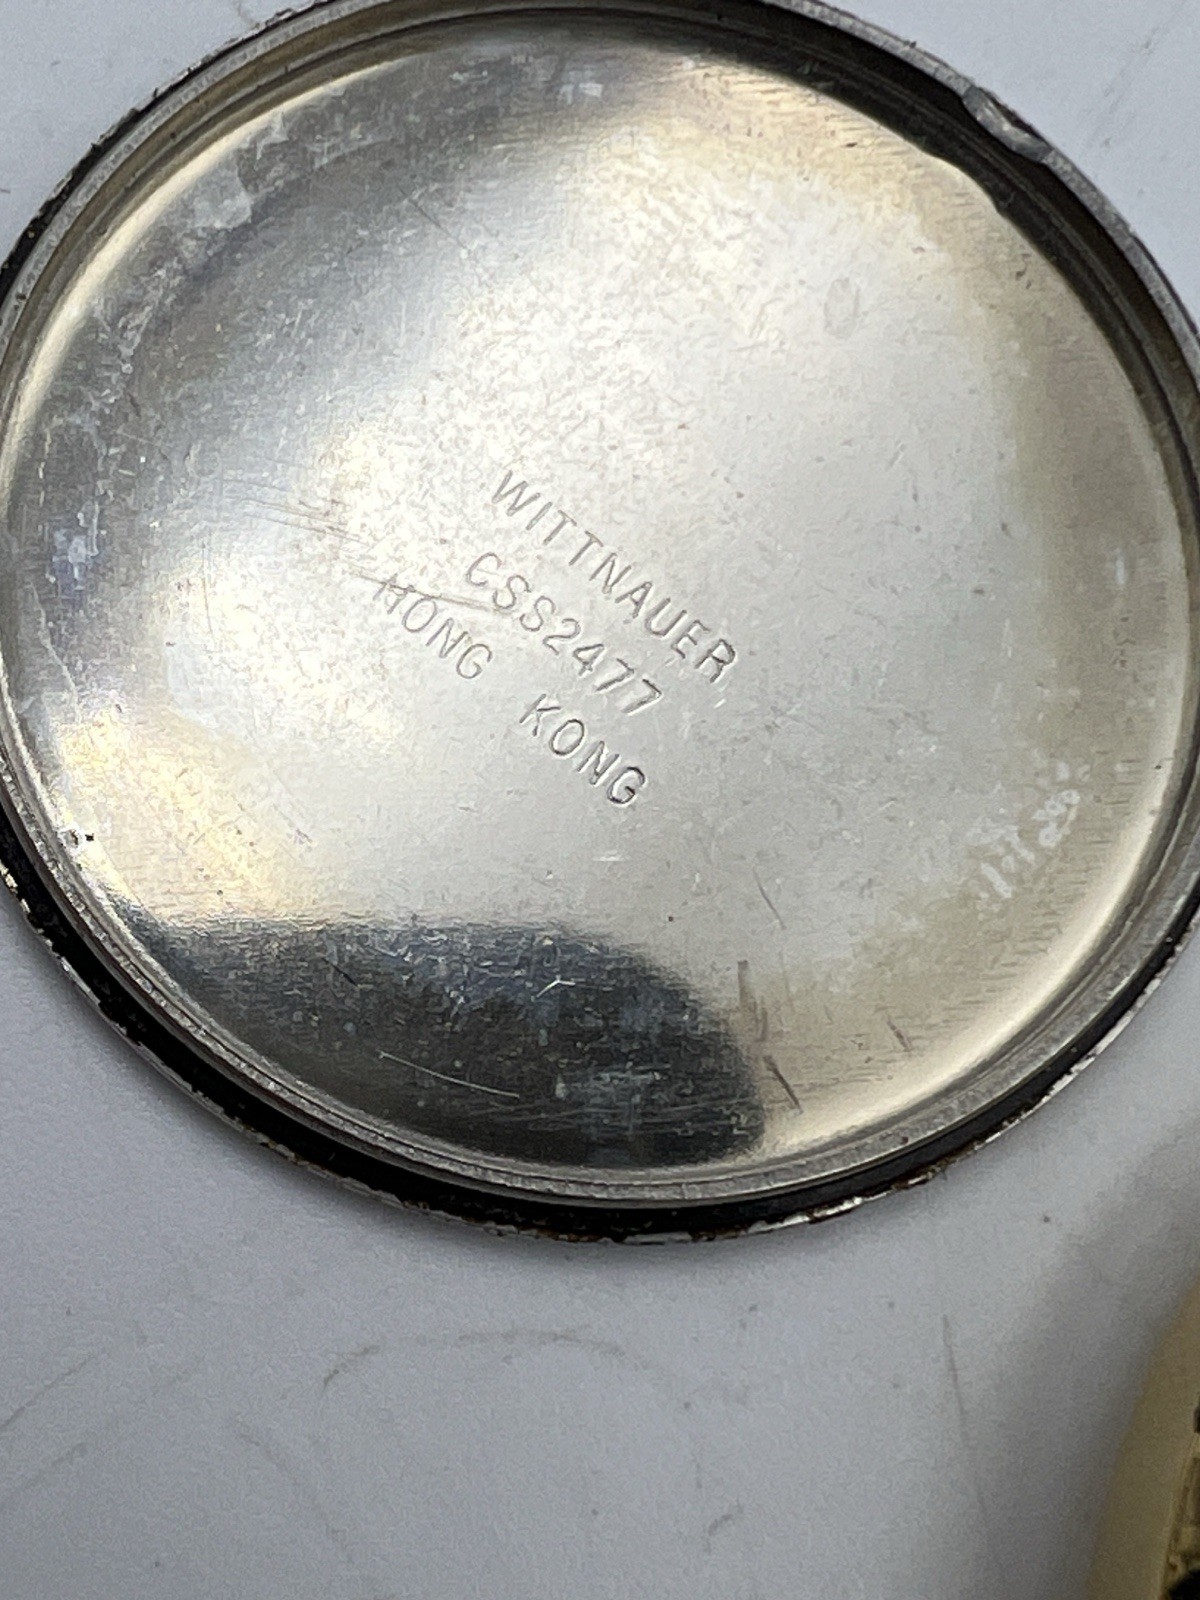 WITTNAUER
CSS2477
HONG KONG